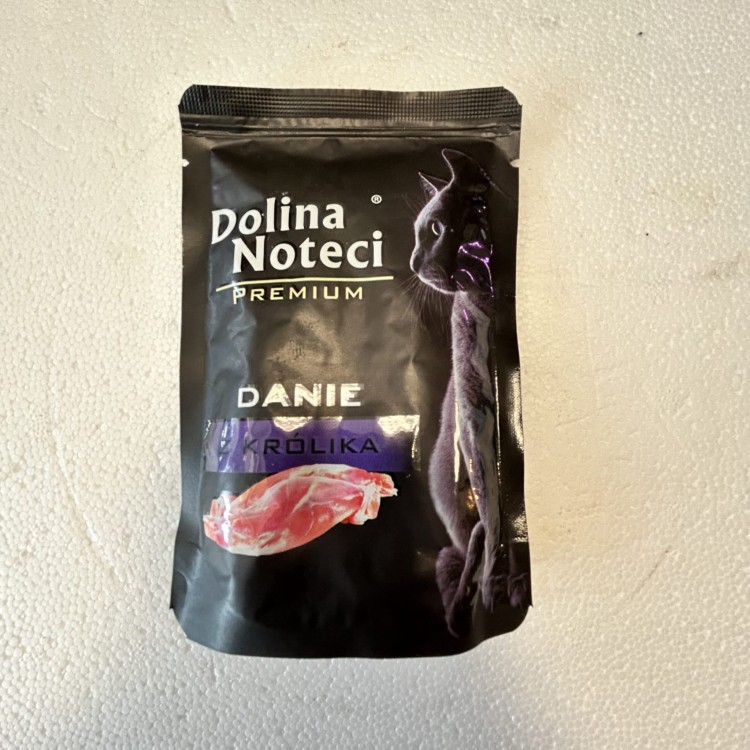 Dolina ®
Noteci
PREMIUM
DANIE
Z KRÓLIKA